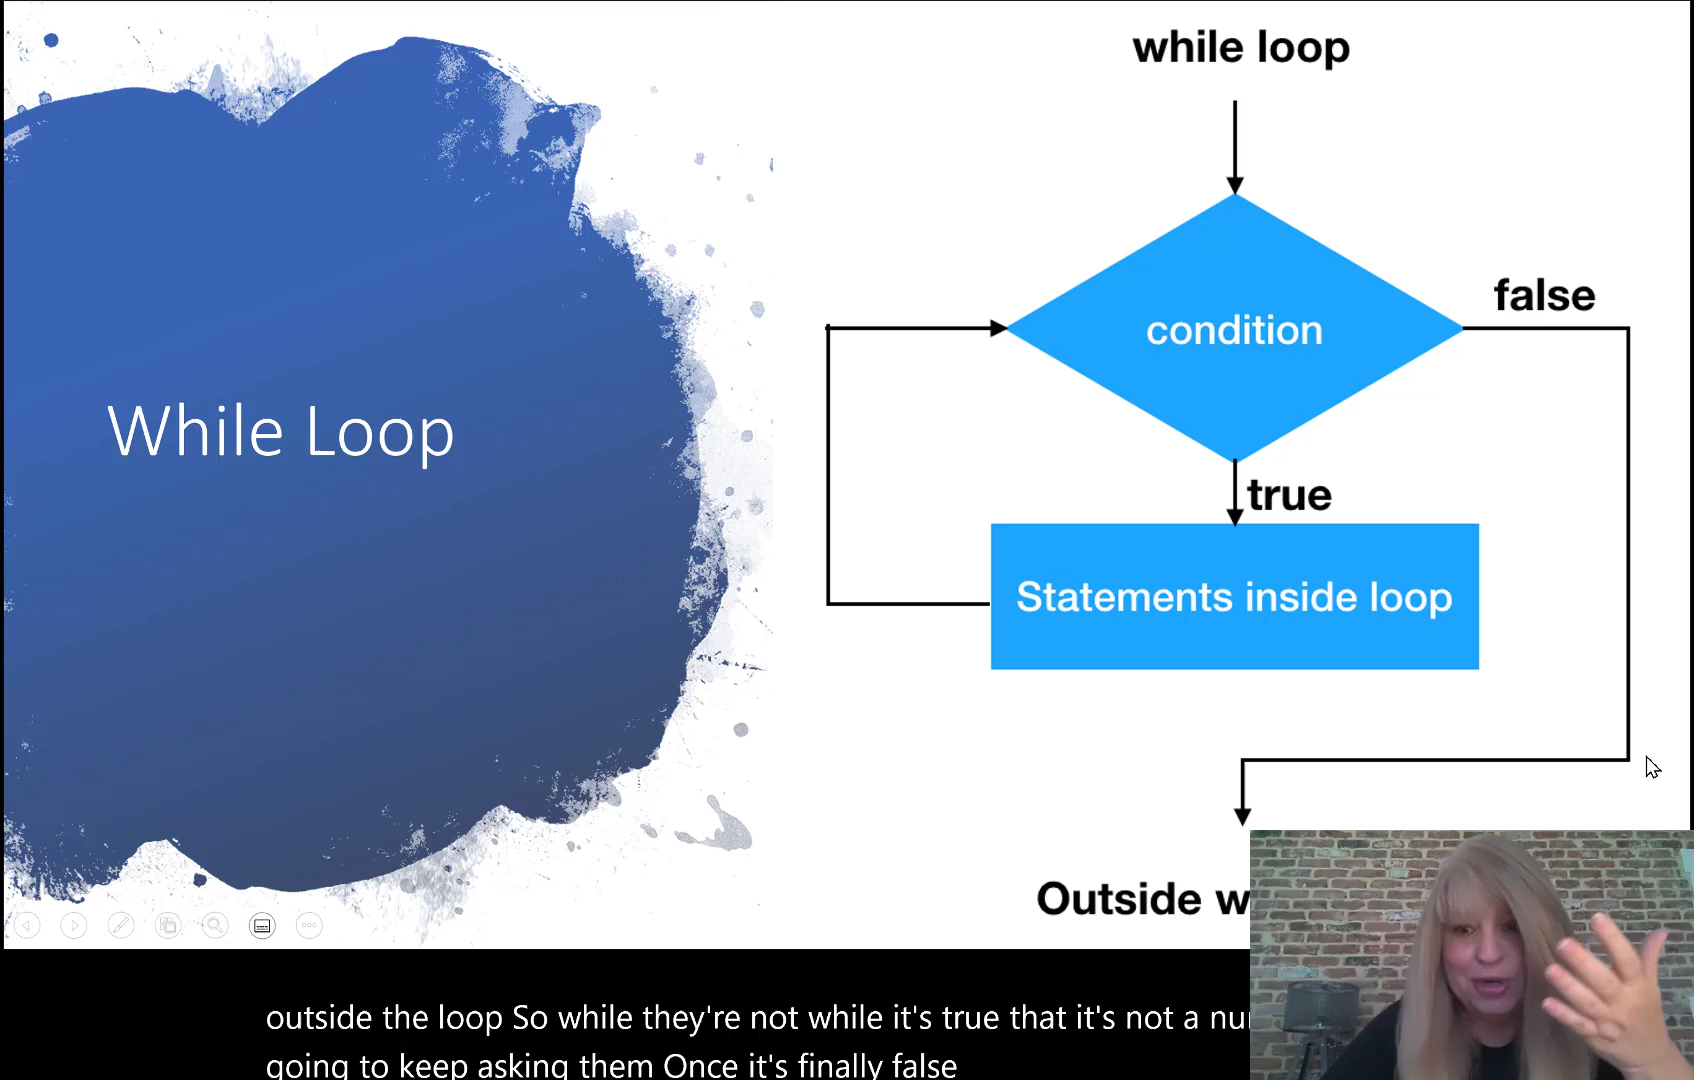 while loop
While Loop
condition
false
true
Statements inside loop
Outside
outside the loop So while they're not while it's true that it's not a
going to keep asking them Once it's finally false